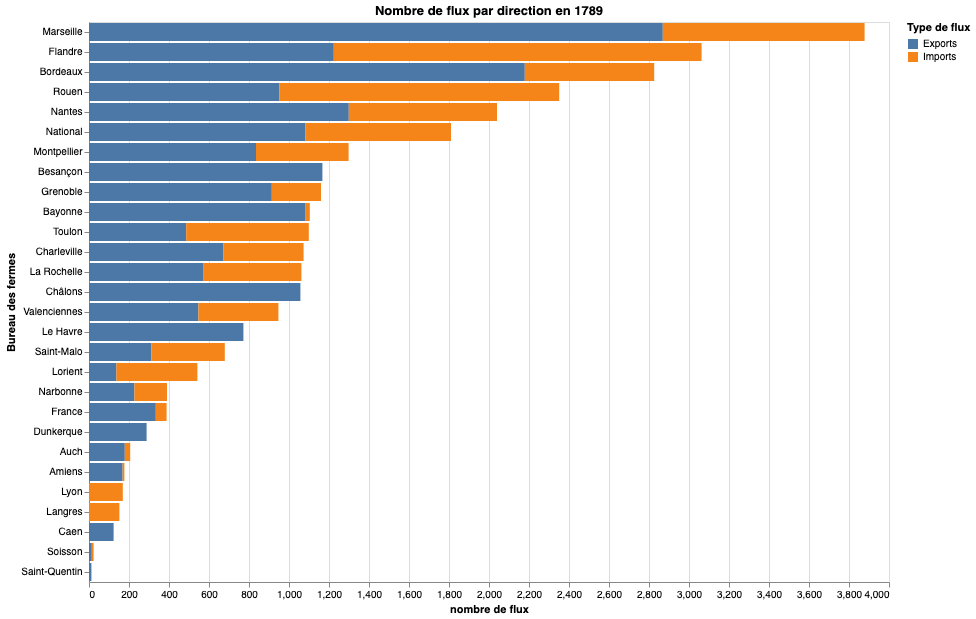 Nombre de flux par direction en 1789
Type de flux
Exports
Imports
Bureau des fermes
Marseille
Flandre
Bordeaux
Rouen
Nantes
National
Montpellier
Besançon
Grenoble
Bayonne
Toulon
Charleville
La Rochelle
Châlons
Valenciennes
Le Havre
Saint-Malo
Lorient
Narbonne
France
Dunkerque
Auch
Amiens
Lyon
Langres
Caen
Soisson
Saint-Quentin
0 200 400 600 800 1,000 1,200 1,400 1,600 1,800 2,000 2,200 2,400 2,600 2,800 3,000 3,200 3,400 3,600 3,800 4,000
nombre de flux